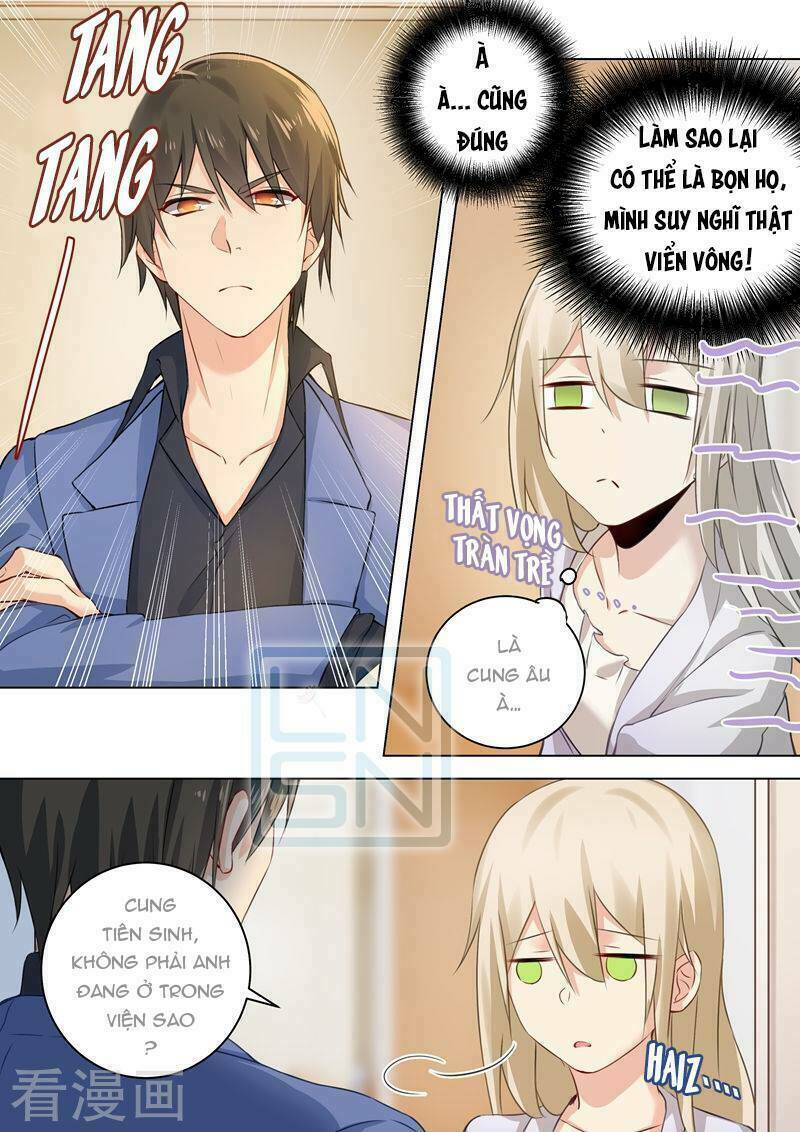 TANG
TANG
À
À... CŨNG
ĐÚNG
LÀM SAO LẠI
CÓ THỂ LÀ BỌN HỌ,
MÌNH SUY NGHĨ THẬT
VIỂN VÔNG!
THẤT VỌNG
TRÀN TRỀ
LÀ
CUNG ÂU
À...
CUNG
TIÊN SINH,
KHÔNG PHẢI ANH
ĐANG Ở TRONG
VIỆN SAO
?
HAIZ....
LN
GN
看漫画